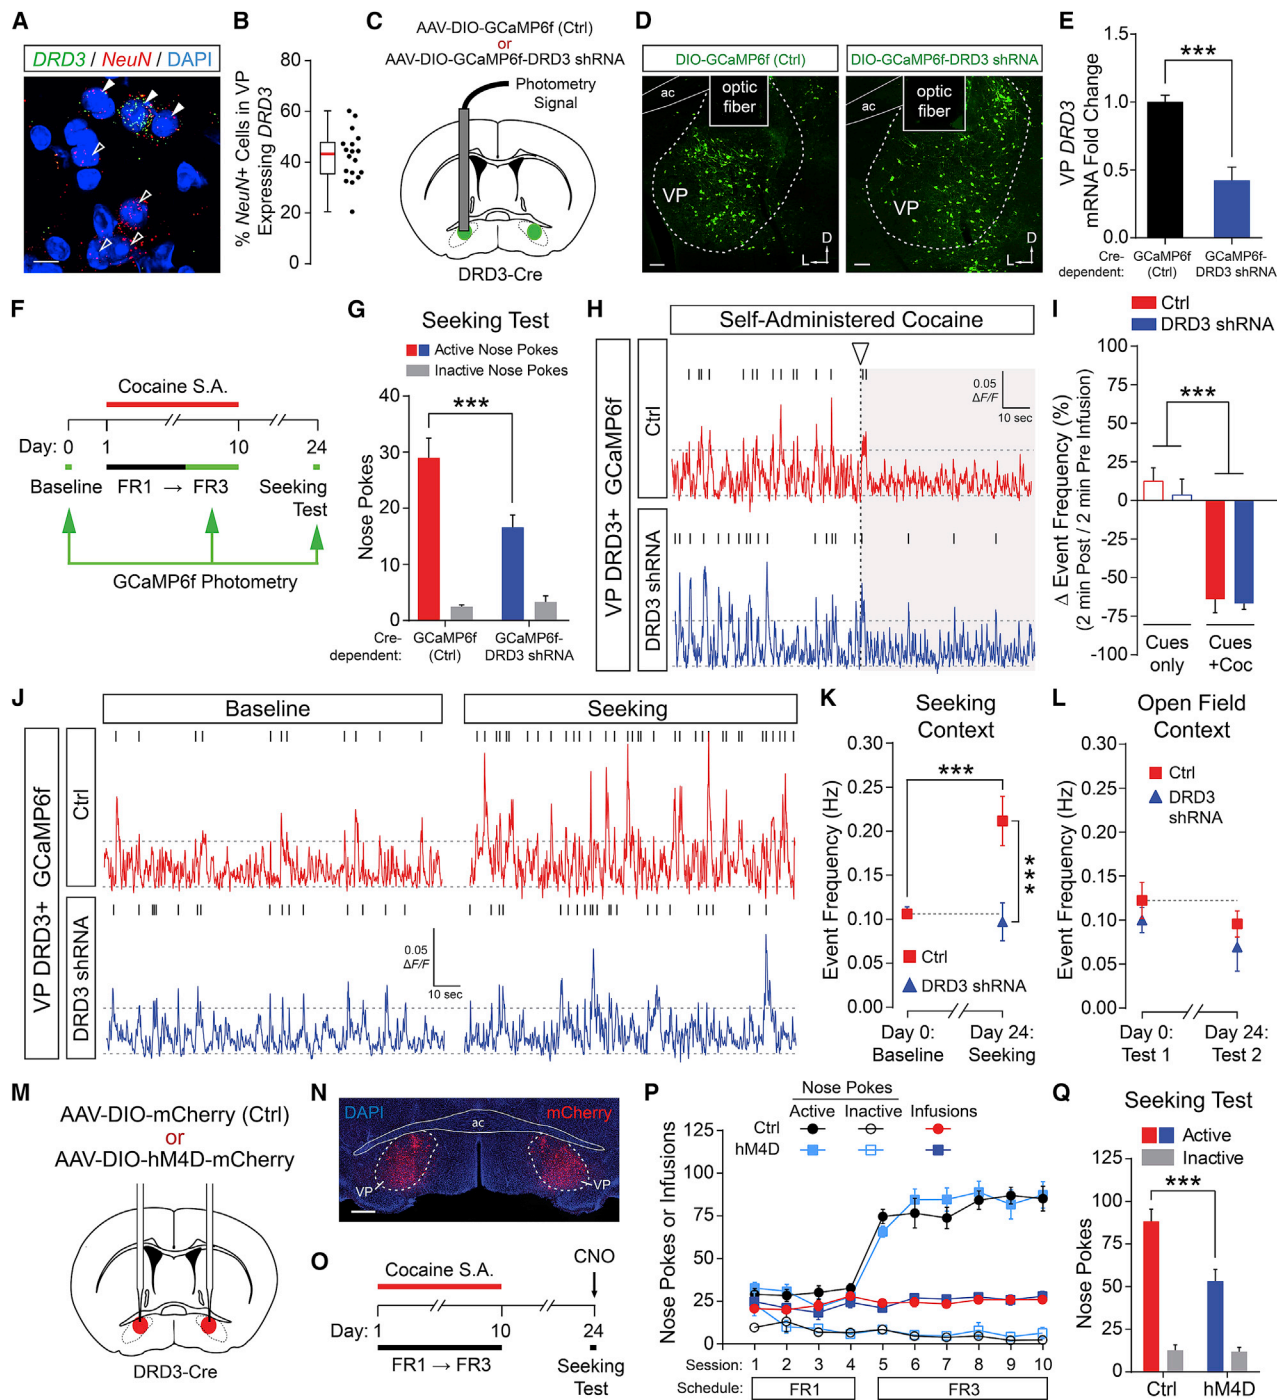 A
DRD3 / NeuN / DAPI
B
% NeuN+ Cells in VP
Expressing DRD3
80
60
40
20
0
C
AAV-DIO-GCaMP6f (Ctrl)
or
AAV-DIO-GCaMP6f-DRD3 shRNA
Photometry
Signal
DRD3-Cre
D
DIO-GCaMP6f (Ctrl)
DIO-GCaMP6f-DRD3 shRNA
ac
optic
fiber
VP
D
L
ac
optic
fiber
VP
D
L
E
VP DRD3
mRNA Fold Change
1.5
1.0
0.5
0.0
***
Cre-
dependent:
GCaMP6f
(Ctrl)
GCaMP6f-
DRD3 shRNA
F
Cocaine S.A.
Day:
0
1
10
24
Baseline
FR1 → FR3
Seeking
Test
GCaMP6f Photometry
G
Seeking Test
Active Nose Pokes
Inactive Nose Pokes
Nose Pokes
40
30
20
10
0
***
Cre-
dependent:
GCaMP6f
(Ctrl)
GCaMP6f-
DRD3 shRNA
H
Self-Administered Cocaine
VP DRD3+ GCaMP6f
Ctrl
DRD3 shRNA
0.05
ΔF/F
10 sec
I
Ctrl
DRD3 shRNA
Δ Event Frequency (%)
(2 min Post / 2 min Pre Infusion)
100
75
50
25
0
-25
-50
-75
-100
***
Cues
only
Cues
+Coc
J
Baseline
Seeking
VP DRD3+ GCaMP6f
Ctrl
DRD3 shRNA
0.05
ΔF/F
10 sec
K
Seeking
Context
Event Frequency (Hz)
0.30
0.25
0.20
0.15
0.10
0.05
0.00
***
***
Ctrl
DRD3 shRNA
Day 0:
Baseline
Day 24:
Seeking
L
Open Field
Context
Event Frequency (Hz)
0.30
0.25
0.20
0.15
0.10
0.05
0.00
Ctrl
DRD3
shRNA
Day 0:
Test 1
Day 24:
Test 2
M
AAV-DIO-mCherry (Ctrl)
or
AAV-DIO-hM4D-mCherry
DRD3-Cre
N
DAPI
mCherry
ac
VP
VP
O
CNO
Cocaine S.A.
Day:
1
10
24
FR1 → FR3
Seeking
Test
P
Nose Pokes
Active
Inactive
Infusions
Ctrl
hM4D
Nose Pokes or Infusions
125
100
75
50
25
0
Session: 1 2 3 4 5 6 7 8 9 10
Schedule: FR1 FR3
Q
Seeking Test
Active
Inactive
Nose Pokes
125
100
75
50
25
0
***
Ctrl
hM4D